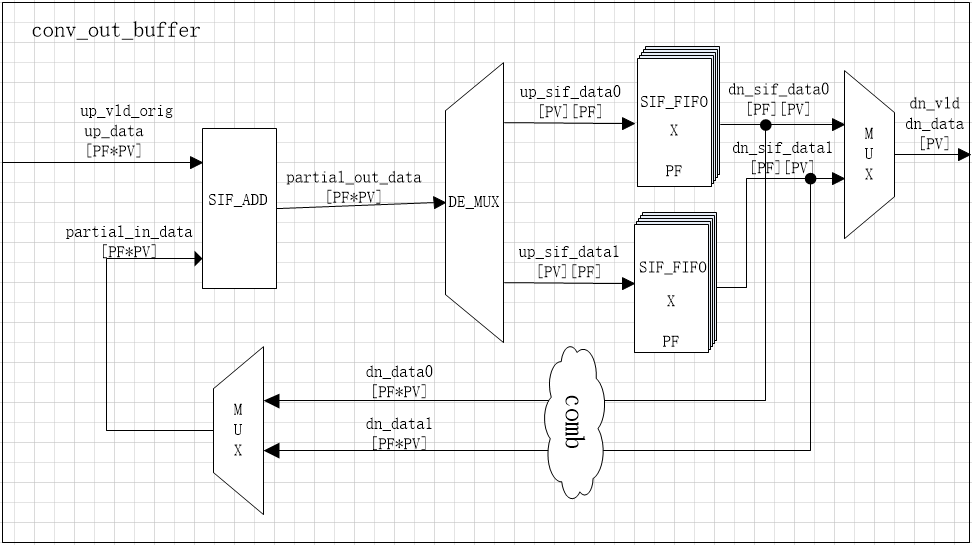 conv_out_buffer
up_vld_orig
up_data
[PF*PV]
SIF_ADD
partial_in_data
[PF*PV]
partial_out_data
[PF*PV]
DE_MUX
up_sif_data0
[PV][PF]
up_sif_data1
[PV][PF]
SIF_FIFO
X
PF
SIF_FIFO
X
PF
dn_sif_data0
[PF][PV]
dn_sif_data1
[PF][PV]
M
U
X
dn_vld
dn_data
[PV]
M
U
X
dn_data0
[PF*PV]
dn_data1
[PF*PV]
comb